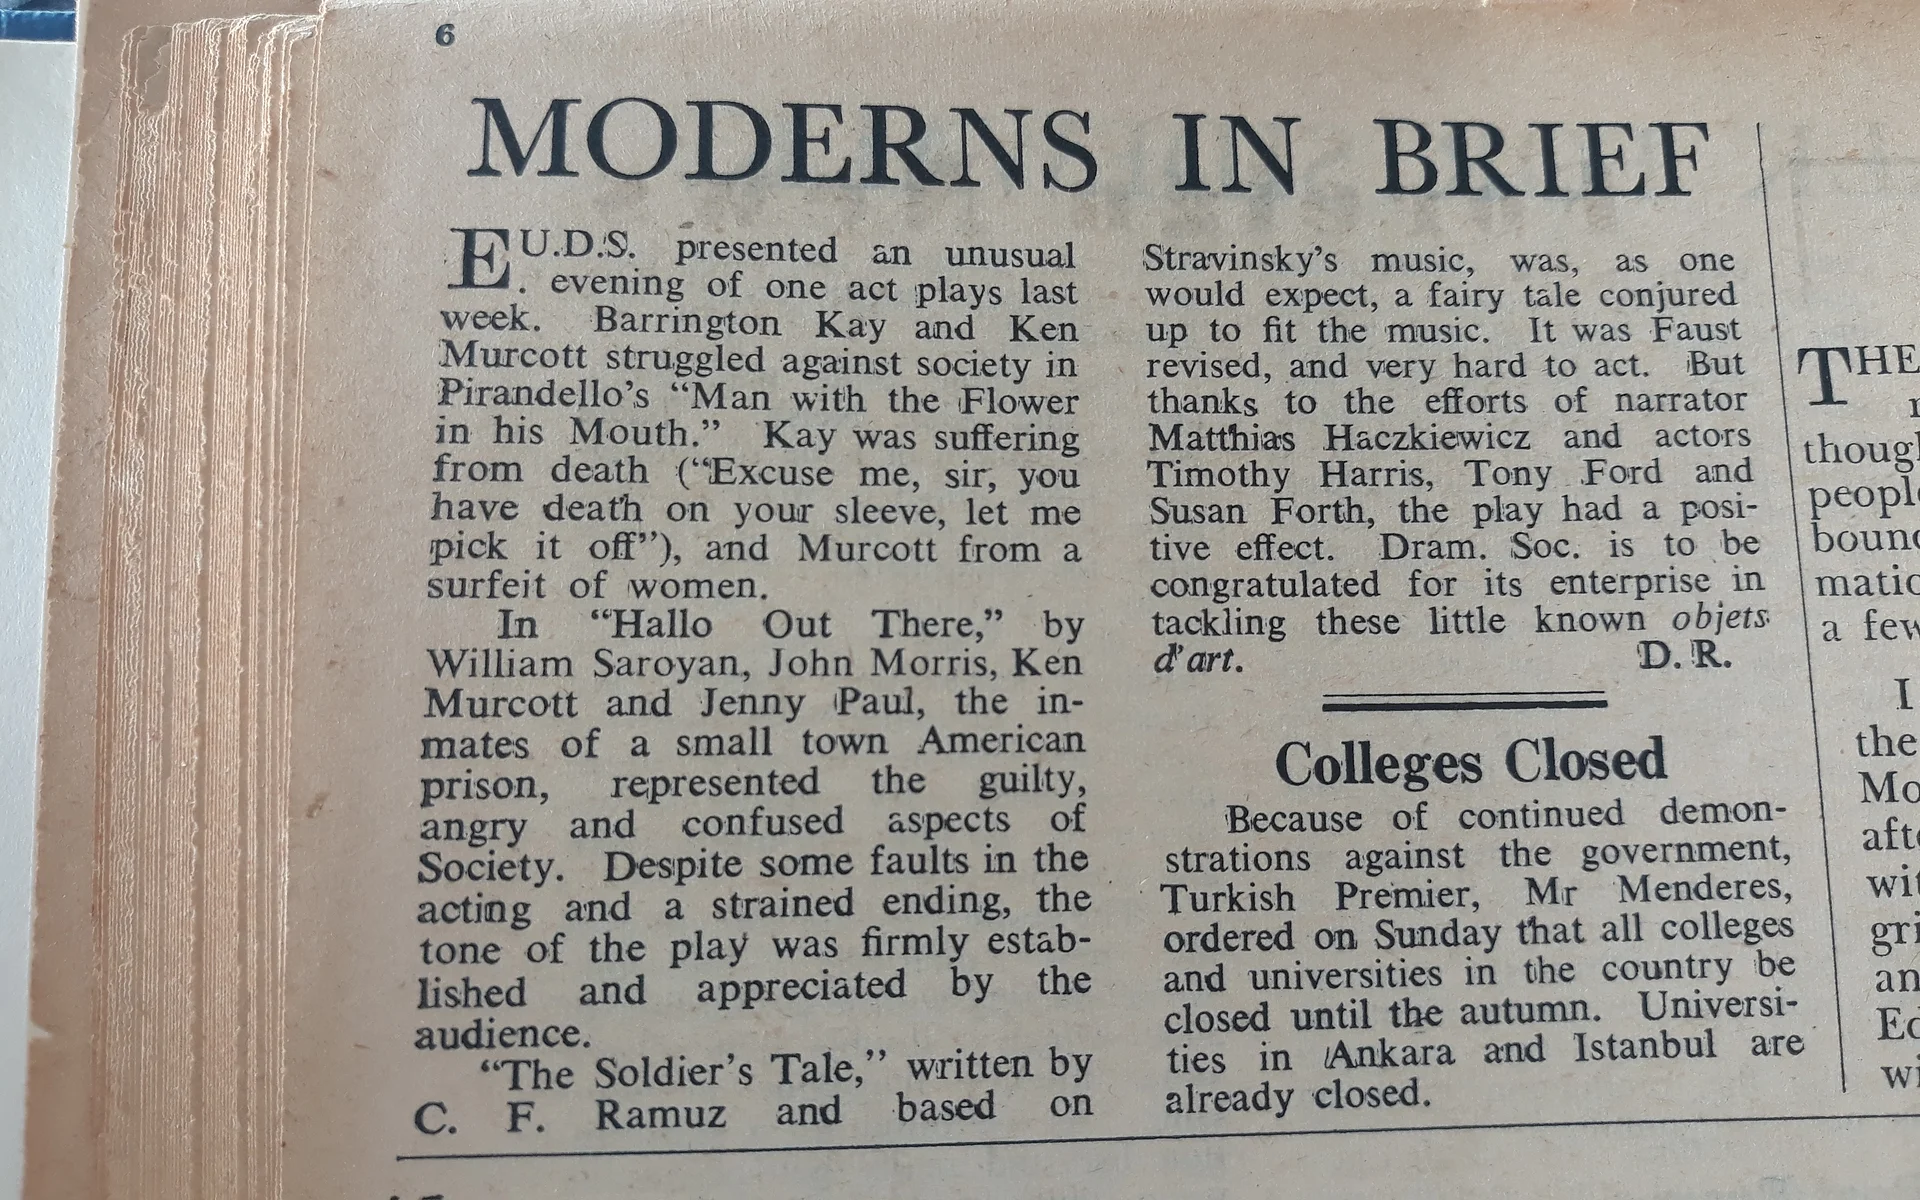 6
MODERNS IN BRIEF
EU.D.S. presented an unusual
. evening of one act plays last
week. Barrington Kay and Ken
Murcott struggled against society in
Pirandello's “Man with the Flower
in his Mouth.” Kay was suffering
from death (“Excuse me, sir, you
have death on your sleeve, let me
pick it off”), and Murcott from a
surfeit of women.
In “Hallo Out There,” by
William Saroyan, John Morris, Ken
Murcott and Jenny Paul, the in-
mates of a small town American
prison, represented the guilty,
angry and confused aspects of
Society. Despite some faults in the
acting and a strained ending, the
tone of the play was firmly estab-
lished and appreciated by the
audience.
“The Soldier's Tale,” written by
C. F. Ramuz and based on
Stravinsky's music, was, as one
would expect, a fairy tale conjured
up to fit the music. It was Faust
revised, and very hard to act. But
thanks to the efforts of narrator
Matthias Haczkiewicz and actors
Timothy Harris, Tony Ford and
Susan Forth, the play had a posi-
tive effect. Dram. Soc. is to be
congratulated for its enterprise in
tackling these little known objets
d'art. D. R.
Colleges Closed
Because of continued demon-
strations against the government,
Turkish Premier, Mr Menderes,
ordered on Sunday that all colleges
and universities in the country be
closed until the autumn. Universi-
ties in Ankara and Istanbul are
already closed.
THE
though
people
a few
I
the